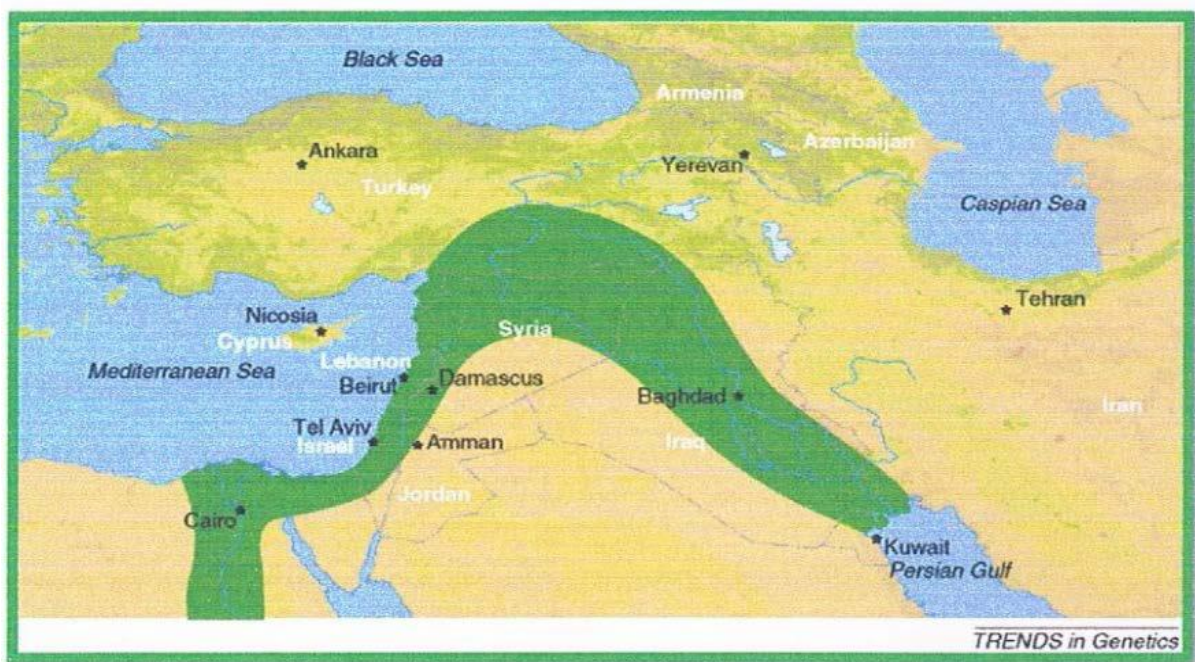 Black Sea
Armenia
Ankara
Yerevan
Azerbaijan
Turkey
Caspian Sea
Nicosia
Tehran
Cyprus
Syria
Lebanon
Mediterranean Sea
Beirut
Damascus
Baghdad
Iran
Tel Aviv
Israel
Amman
Iraq
Jordan
Cairo
Kuwait
Persian Gulf
TRENDS in Genetics